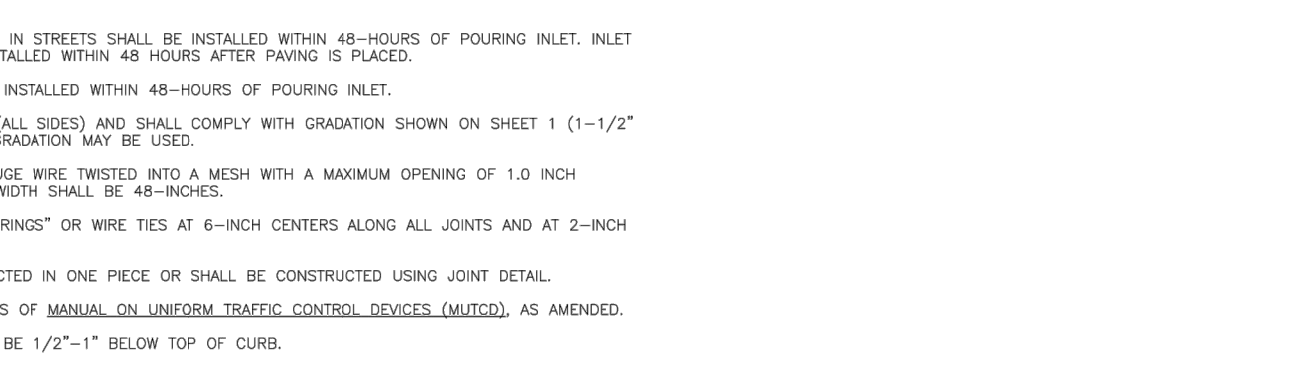 IN STREETS SHALL BE INSTALLED WITHIN 48-HOURS OF POURING INLET. INLET
TALLED WITHIN 48 HOURS AFTER PAVING IS PLACED.
INSTALLED WITHIN 48-HOURS OF POURING INLET.
(ALL SIDES) AND SHALL COMPLY WITH GRADATION SHOWN ON SHEET 1 (1-1/2"
GRADATION MAY BE USED.
UGE WIRE TWISTED INTO A MESH WITH A MAXIMUM OPENING OF 1.0 INCH
WIDTH SHALL BE 48-INCHES.
RINGS" OR WIRE TIES AT 6-INCH CENTERS ALONG ALL JOINTS AND AT 2-INCH
CTED IN ONE PIECE OR SHALL BE CONSTRUCTED USING JOINT DETAIL.
S OF MANUAL ON UNIFORM TRAFFIC CONTROL DEVICES (MUTCD), AS AMENDED.
BE 1/2"-1" BELOW TOP OF CURB.